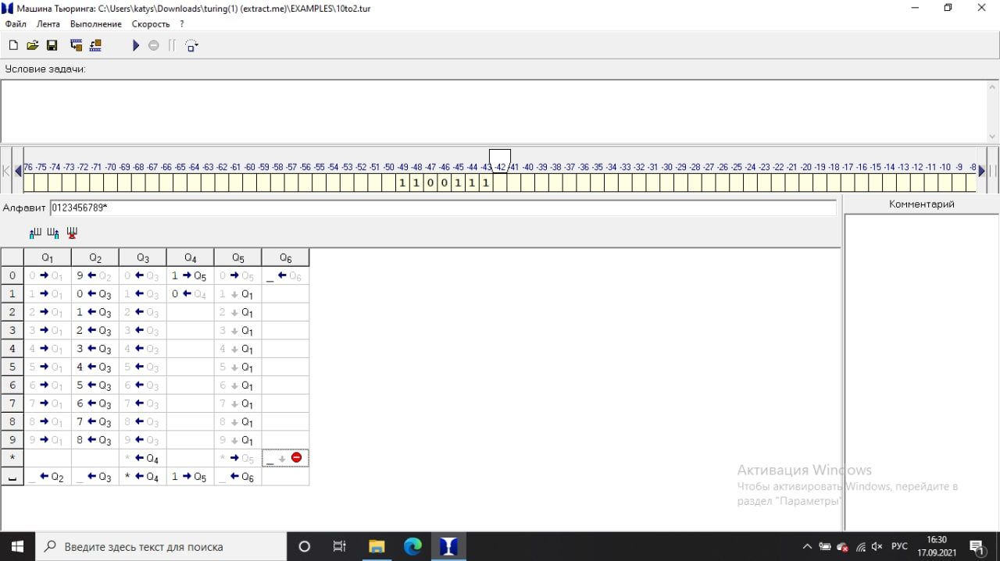 Машина Тьюринга: C:\Users\katys\Downloads\turing(1) (extract.me)\EXAMPLES\10to2.tur
Файл Лента Выполнение Скорость ?
Условие задачи:
76 -75 -74 -73 -72 -71 -70 -69 -68 -67 -66 -65 -64 -63 -62 -61 -60 -59 -58 -57 -56 -55 -54 -53 -52 -51 -50 -49 -48 -47 -46 -45 -44 -43 -42 -41 -40 -39 -38 -37 -36 -35 -34 -33 -32 -31 -30 -29 -28 -27 -26 -25 -24 -23 -22 -21 -20 -19 -18 -17 -16 -15 -14 -13 -12 -11 -10 -9 -8
1 1 0 0 1 1 1
Алфавит 0123456789*
Комментарий
Q1 Q2 Q3 Q4 Q5 Q6
0 0 → Q1 9 ← Q2 0 ← Q3 1 → Q5 0 → Q5 _ ← Q6
1 1 → Q1 0 ← Q3 1 ← Q3 0 ← Q4 1 ↓ Q1
2 2 → Q1 1 ← Q3 2 ← Q3 2 ↓ Q1
3 3 → Q1 2 ← Q3 3 ← Q3 3 ↓ Q1
4 4 → Q1 3 ← Q3 4 ← Q3 4 ↓ Q1
5 5 → Q1 4 ← Q3 5 ← Q3 5 ↓ Q1
6 6 → Q1 5 ← Q3 6 ← Q3 6 ↓ Q1
7 7 → Q1 6 ← Q3 7 ← Q3 7 ↓ Q1
8 8 → Q1 7 ← Q3 8 ← Q3 8 ↓ Q1
9 9 → Q1 8 ← Q3 9 ← Q3 9 ↓ Q1
* * ← Q4 * → Q5 _ ↓
␣ _ ← Q2 _ ← Q3 * ← Q4 1 → Q5 _ ← Q6
Активация Windows
Чтобы активировать Windows, перейдите в
раздел "Параметры"
Введите здесь текст для поиска
РУС
16:30
17.09.2021
1